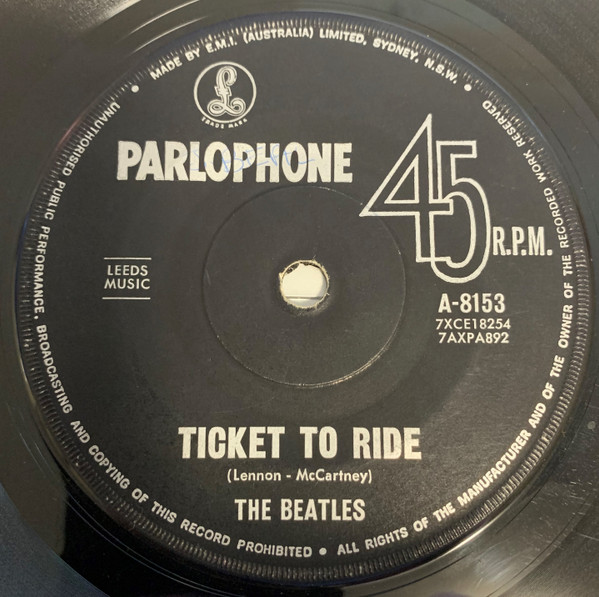 MADE BY E.M.I. (AUSTRALIA) LIMITED, SYDNEY, N.S.W. •
£
TRADE MARK
PARLOPHONE
45 R.P.M.
LEEDS
MUSIC
A-8153
7XCE18254
7AXPA892
TICKET TO RIDE
(Lennon - McCartney)
THE BEATLES
UNAUTHORISED PUBLIC PERFORMANCE, BROADCASTING AND COPYING OF THIS RECORD PROHIBITED • ALL RIGHTS OF THE MANUFACTURER AND OF THE OWNER OF THE RECORDED WORK RESERVED •